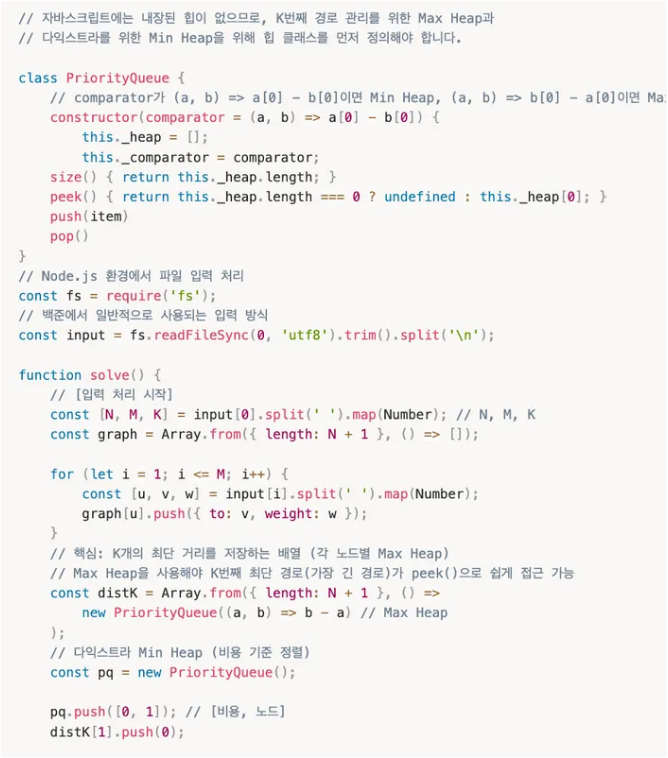 // 자바스크립트에는 내장된 힙이 없으므로, K번째 경로 관리를 위한 Max Heap과
// 다익스트라를 위한 Min Heap을 위해 힙 클래스를 먼저 정의해야 합니다.
class PriorityQueue {
// comparator가 (a, b) => a[0] - b[0]이면 Min Heap, (a, b) => b[0] - a[0]이면 Ma
constructor(comparator = (a, b) => a[0] - b[0]) {
this._heap = [];
this._comparator = comparator;
size() { return this._heap.length; }
peek() { return this._heap.length === 0 ? undefined : this._heap[0]; }
push(item)
pop()
}
// Node.js 환경에서 파일 입력 처리
const fs = require('fs');
// 백준에서 일반적으로 사용되는 입력 방식
const input = fs.readFileSync(0, 'utf8').trim().split('\n');
function solve() {
// [입력 처리 시작]
const [N, M, K] = input[0].split(' ').map(Number); // N, M, K
const graph = Array.from({ length: N + 1 }, () => []);
for (let i = 1; i <= M; i++) {
const [u, v, w] = input[i].split(' ').map(Number);
graph[u].push({ to: v, weight: w });
}
// 핵심: K개의 최단 거리를 저장하는 배열 (각 노드별 Max Heap)
// Max Heap을 사용해야 K번째 최단 경로(가장 긴 경로)가 peek()으로 쉽게 접근 가능
const distK = Array.from({ length: N + 1 }, () =>
new PriorityQueue((a, b) => b - a) // Max Heap
);
// 다익스트라 Min Heap (비용 기준 정렬)
const pq = new PriorityQueue();
pq.push([0, 1]); // [비용, 노드]
distK[1].push(0);